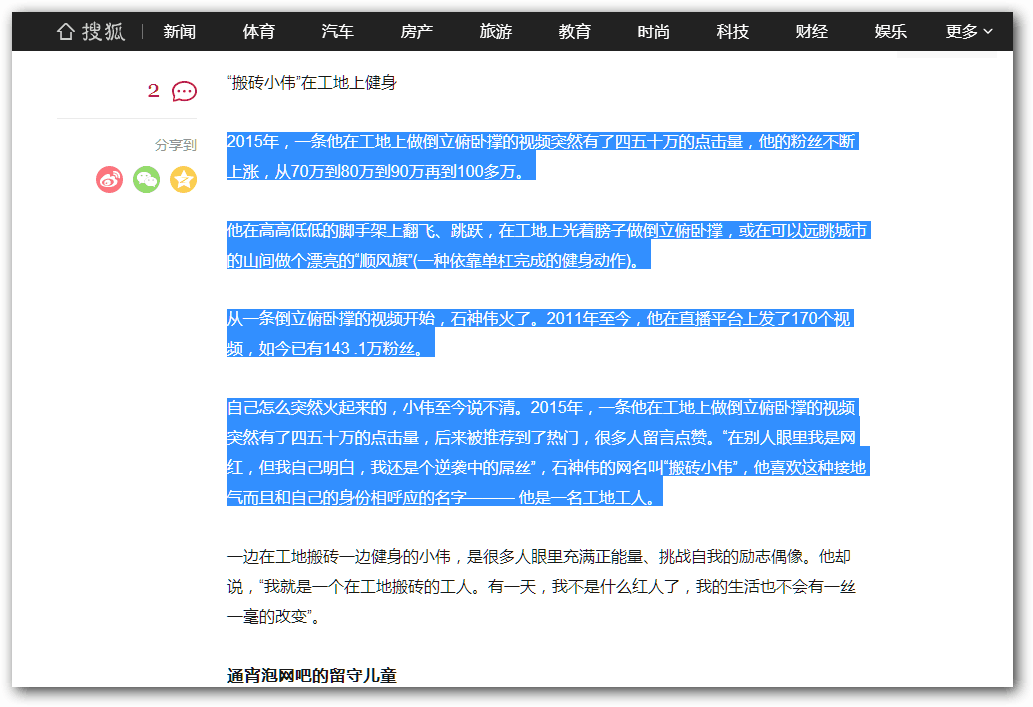 搜狐 | 新闻 体育 汽车 房产 旅游 教育 时尚 科技 财经 娱乐 更多
2
分享到
“搬砖小伟”在工地上健身
2015年，一条他在工地上做倒立俯卧撑的视频突然有了四五十万的点击量，他的粉丝不断
上涨，从70万到80万到90万再到100多万。
他在高高低低的脚手架上翻飞、跳跃，在工地上光着膀子做倒立俯卧撑，或在可以远眺城市
的山间做个漂亮的“顺风旗”(一种依靠单杠完成的健身动作)。
从一条倒立俯卧撑的视频开始，石神伟火了。2011年至今，他在直播平台上发了170个视
频，如今已有143 .1万粉丝。
自己怎么突然火起来的，小伟至今说不清。2015年，一条他在工地上做倒立俯卧撑的视频
突然有了四五十万的点击量，后来被推荐到了热门，很多人留言点赞。“在别人眼里我是网
红，但我自己明白，我还是个逆袭中的屌丝”，石神伟的网名叫“搬砖小伟”，他喜欢这种接地
气而且和自己的身份相呼应的名字——— 他是一名工地工人。
一边在工地搬砖一边健身的小伟，是很多人眼里充满正能量、挑战自我的励志偶像。他却
说，“我就是一个在工地搬砖的工人。有一天，我不是什么红人了，我的生活也不会有一丝
一毫的改变”。
通宵泡网吧的留守儿童